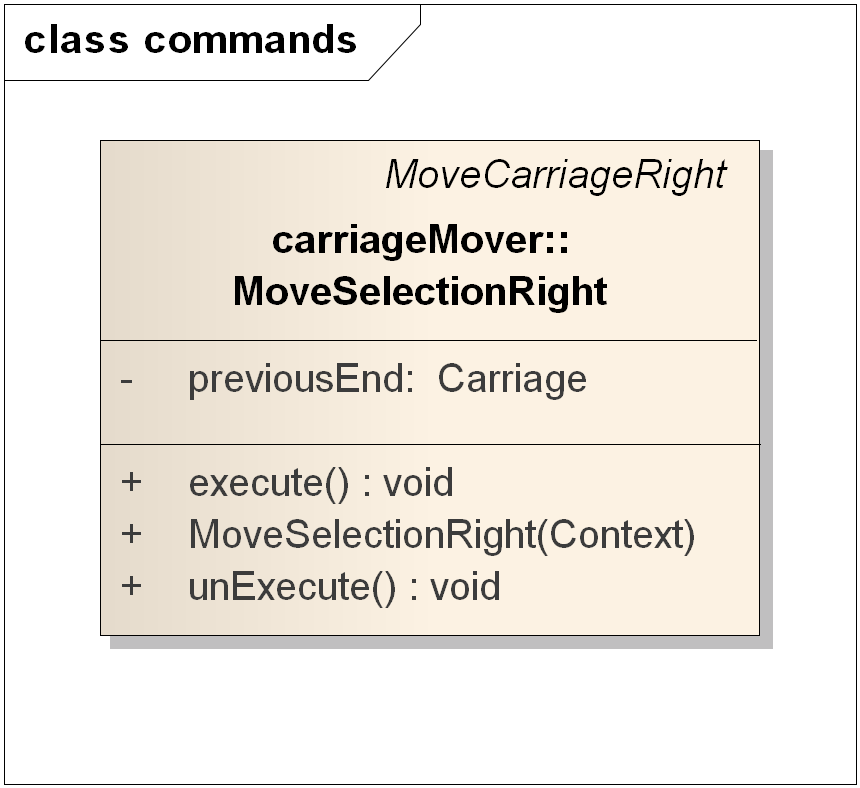 class commands
MoveCarriageRight
carriageMover::
MoveSelectionRight
- previousEnd: Carriage
+ execute() : void
+ MoveSelectionRight(Context)
+ unExecute() : void